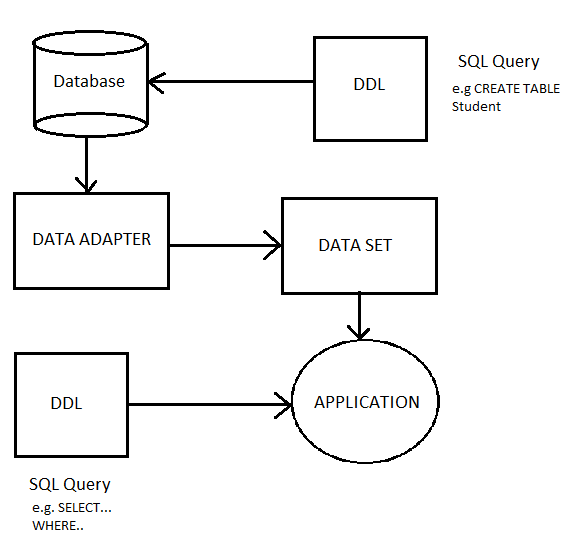 Database
DDL
SQL Query
e.g CREATE TABLE
Student
DATA ADAPTER
DATA SET
DDL
APPLICATION
SQL Query
e.g. SELECT...
WHERE..